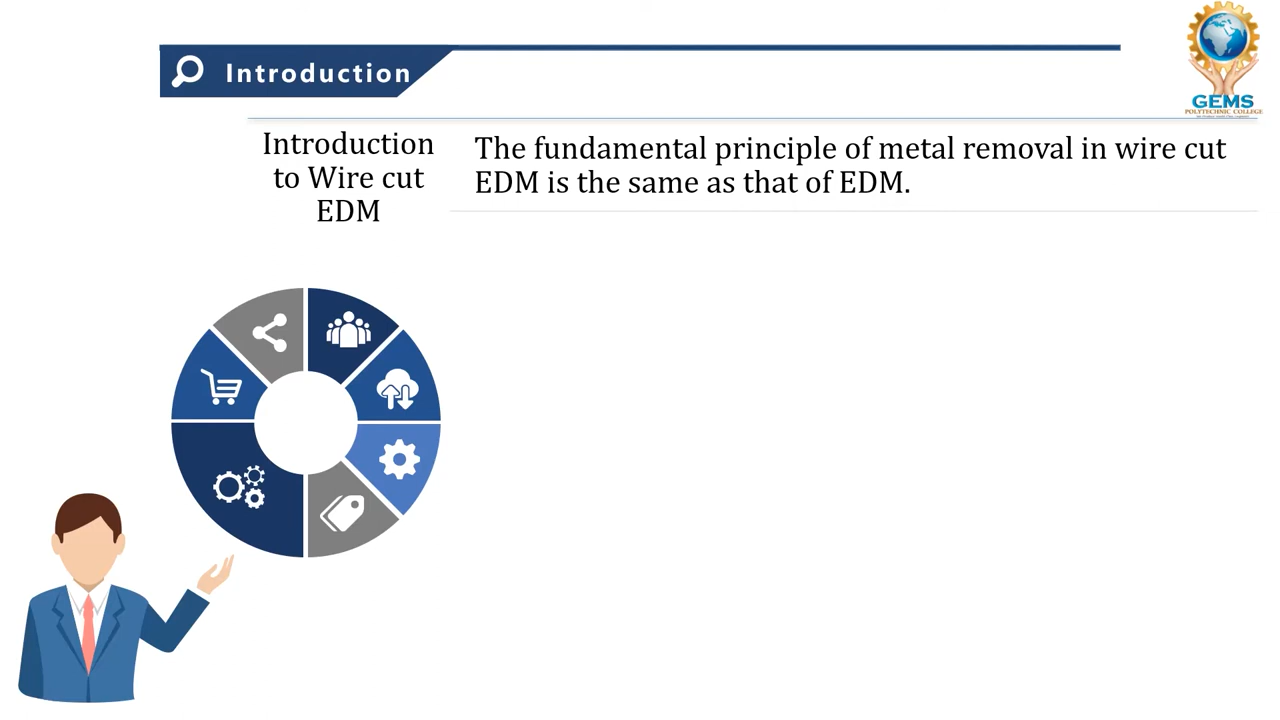 Introduction
GEMS
POLYTECHNIC COLLEGE
Introduction
to Wire cut
EDM
The fundamental principle of metal removal in wire cut
EDM is the same as that of EDM.